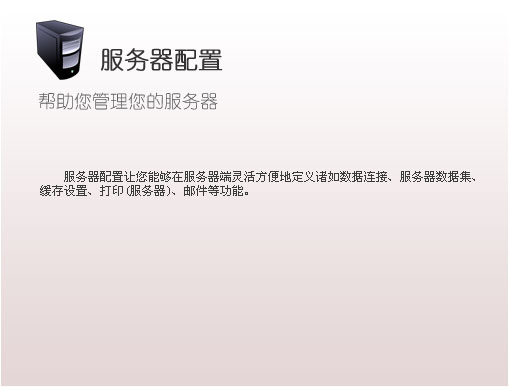 服务器配置
帮助您管理您的服务器
服务器配置让您能够在服务器端灵活方便地定义诸如数据连接、服务器数据集、
缓存设置、打印(服务器)、邮件等功能。